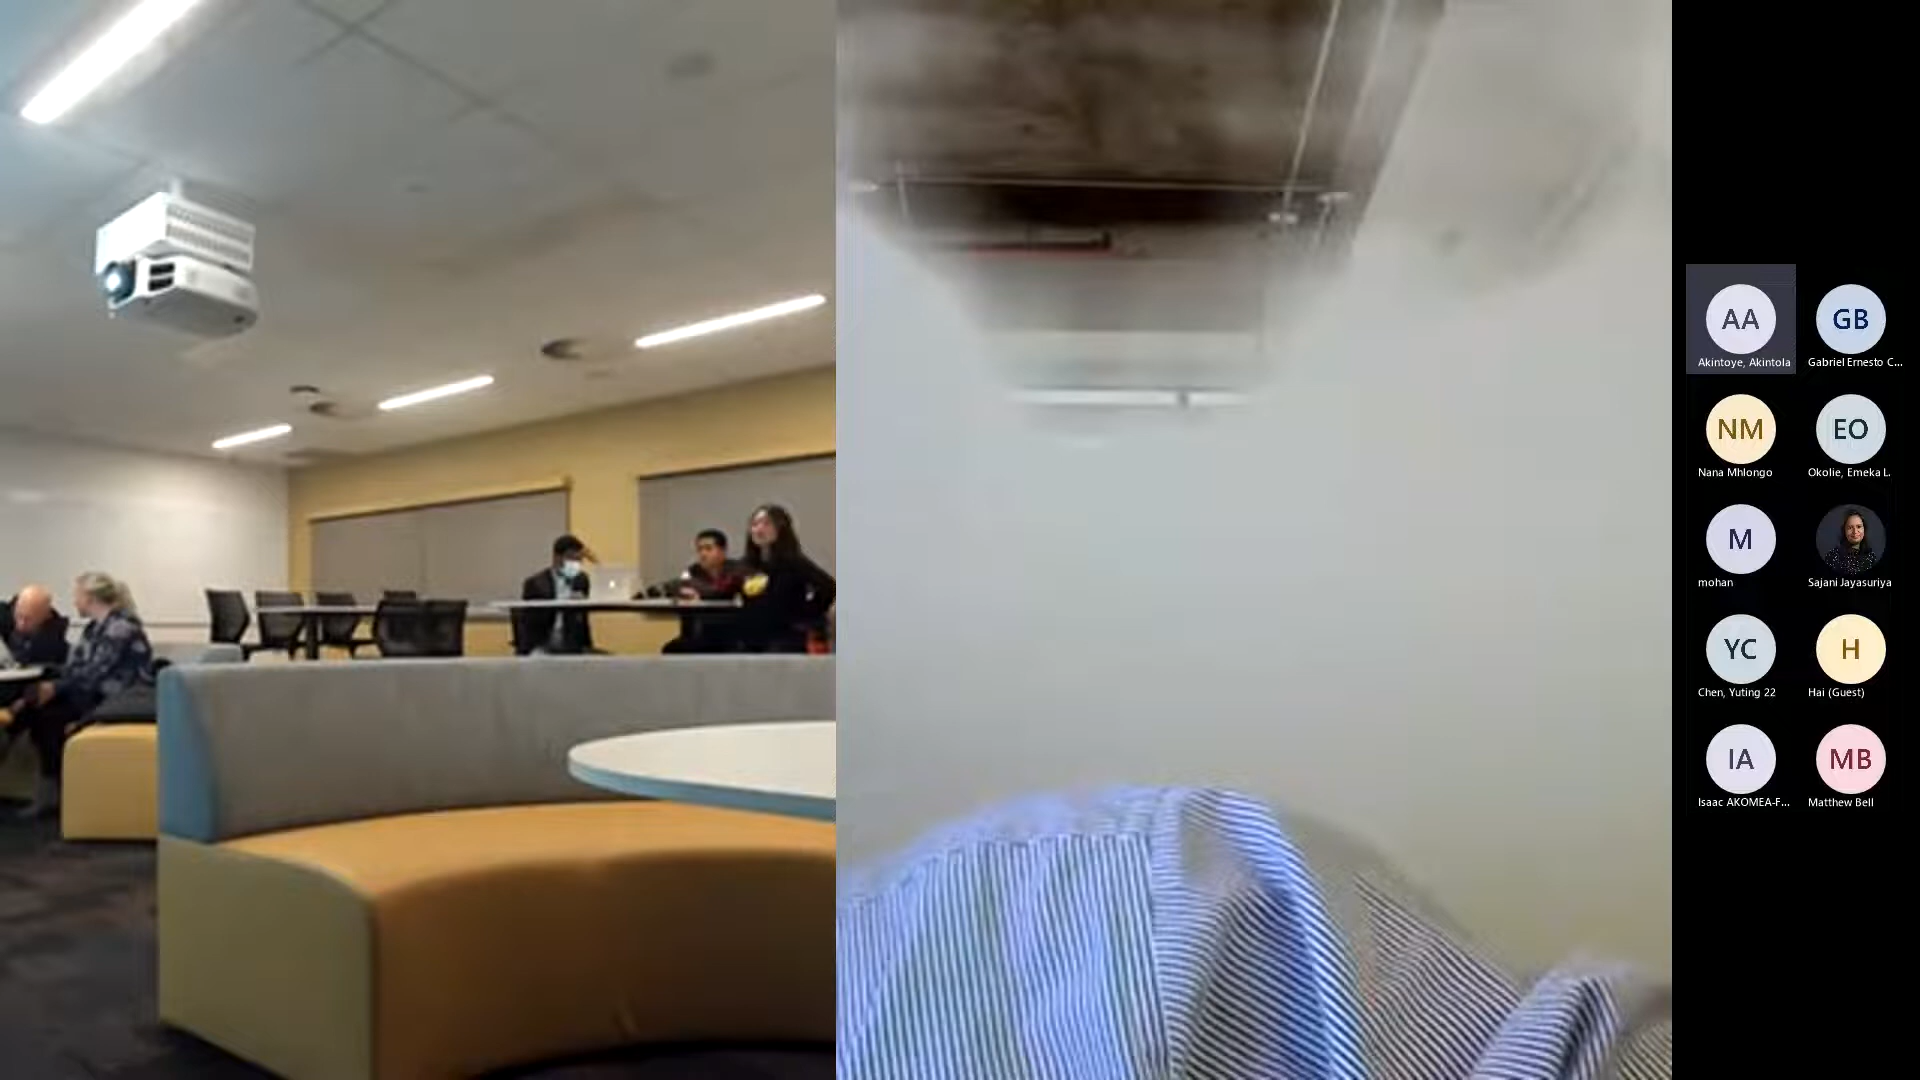 AA
GB
Akintoye, Akintola
Gabriel Ernesto C...
NM
EO
Nana Mhlongo
Okolie, Emeka L.
M
mohan
Sajani Jayasuriya
YC
H
Chen, Yuting 22
Hai (Guest)
IA
MB
Isaac AKOMEA-F...
Matthew Bell